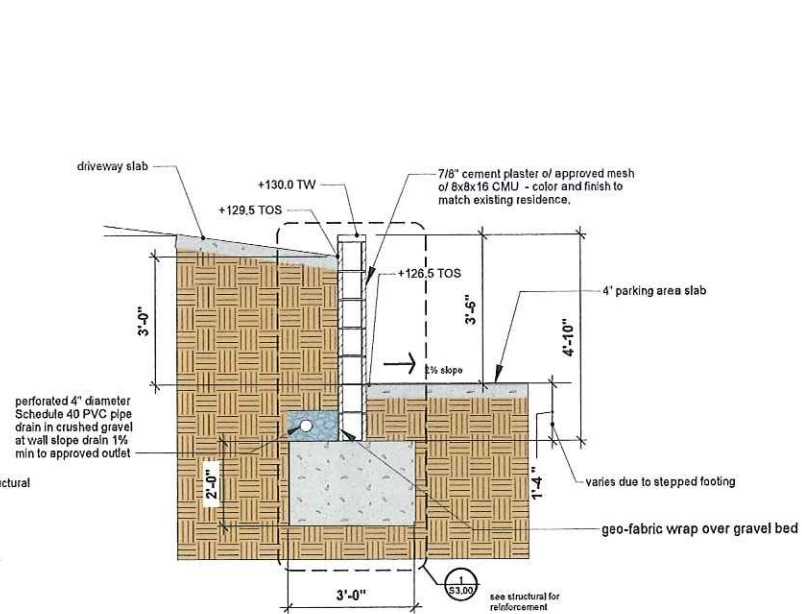 driveway slab
+130.0 TW
+129.5 TOS
7/8" cement plaster o/ approved mesh
o/ 8x8x16 CMU - color and finish to
match existing residence.
+126.5 TOS
4' parking area slab
3'-0"
3'-6"
4'-10"
2% slope
perforated 4" diameter
Schedule 40 PVC pipe
drain in crushed gravel
at wall slope drain 1%
min to approved outlet
uctural
2'-0"
1'-4"
varies due to stepped footing
geo-fabric wrap over gravel bed
3'-0"
1
S3.00
see structural for
reinforcement